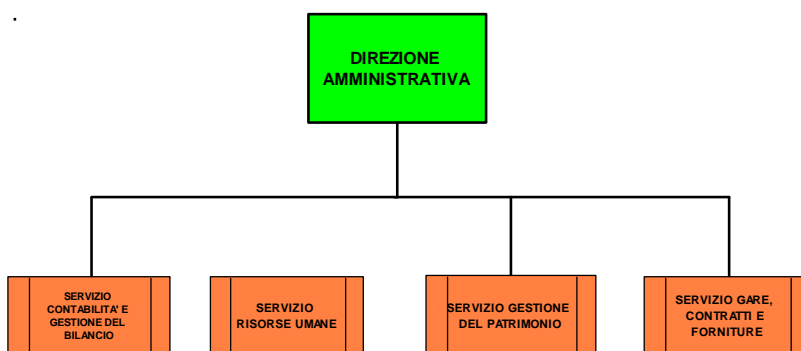 .
DIREZIONE
AMMINISTRATIVA
SERVIZIO
CONTABILITA' E
GESTIONE DEL
BILANCIO
SERVIZIO
RISORSE UMANE
SERVIZIO GESTIONE
DEL PATRIMONIO
SERVIZIO GARE,
CONTRATTI E
FORNITURE